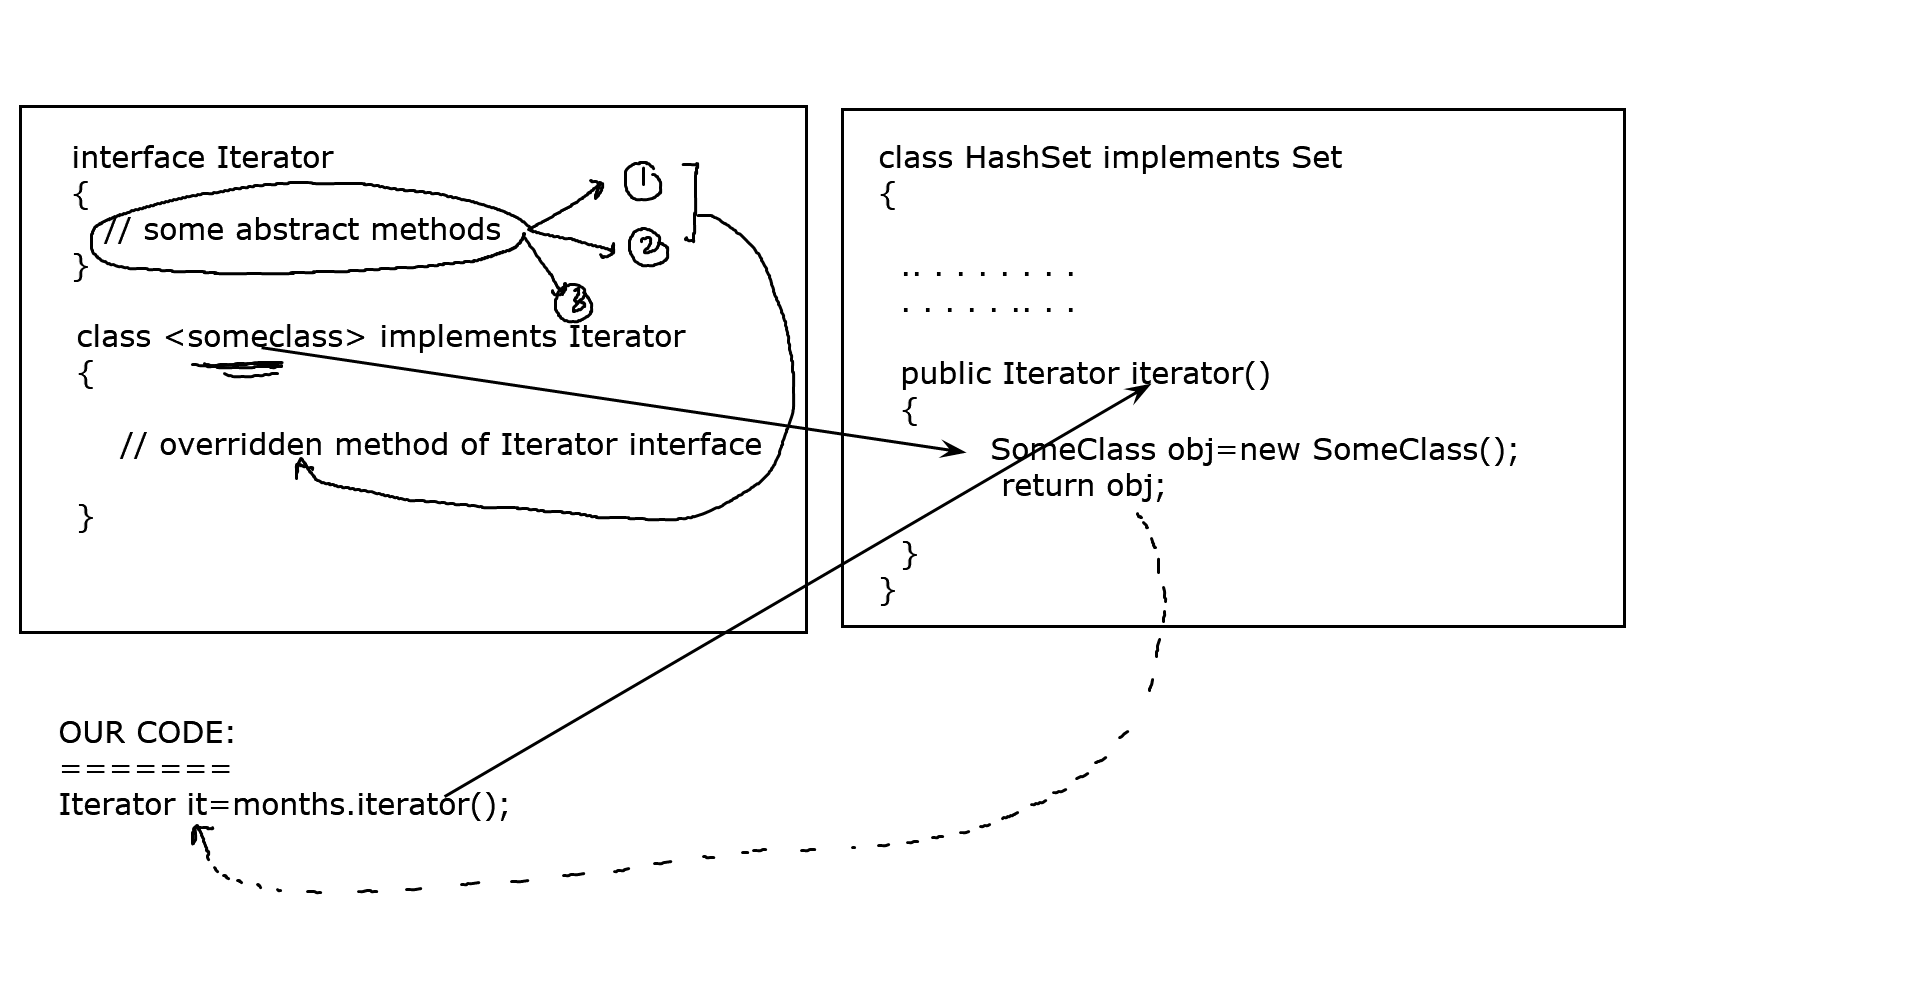 interface Iterator
{
// some abstract methods
}
1
2
3
class <someclass> implements Iterator
{
// overridden method of Iterator interface
}
class HashSet implements Set
{
.. . . . . . . .
. . . . . .. . .
public Iterator iterator()
{
SomeClass obj=new SomeClass();
return obj;
}
}
OUR CODE:
=======
Iterator it=months.iterator();